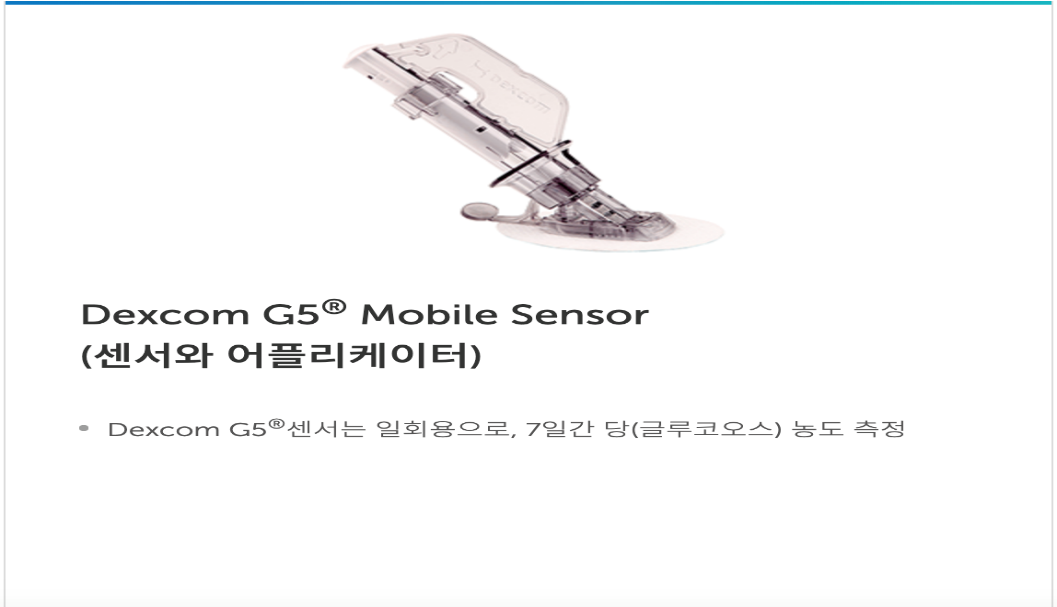 Dexcom
Dexcom G5® Mobile Sensor
(센서와 어플리케이터)
• Dexcom G5®센서는 일회용으로, 7일간 당(글루코오스) 농도 측정